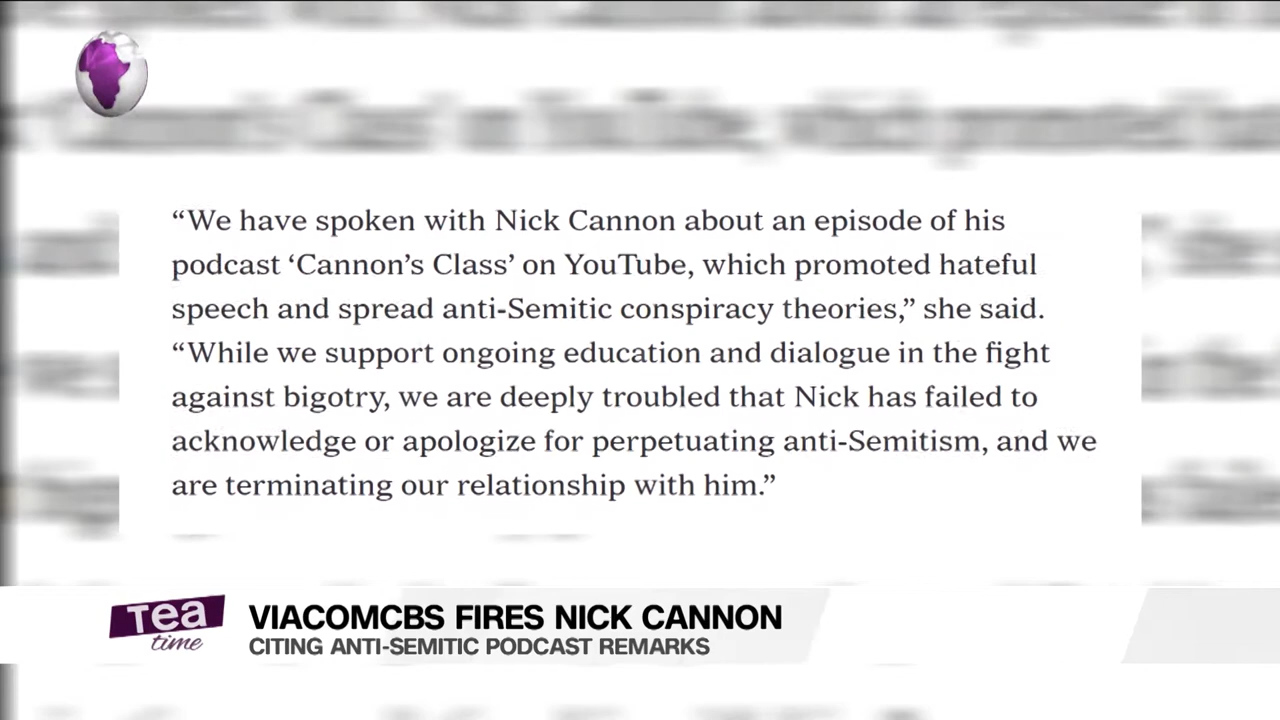 “We have spoken with Nick Cannon about an episode of his
podcast ‘Cannon’s Class’ on YouTube, which promoted hateful
speech and spread anti-Semitic conspiracy theories,” she said.
“While we support ongoing education and dialogue in the fight
against bigotry, we are deeply troubled that Nick has failed to
acknowledge or apologize for perpetuating anti-Semitism, and we
are terminating our relationship with him.”
Tea
time
VIACOMCBS FIRES NICK CANNON
CITING ANTI-SEMITIC PODCAST REMARKS